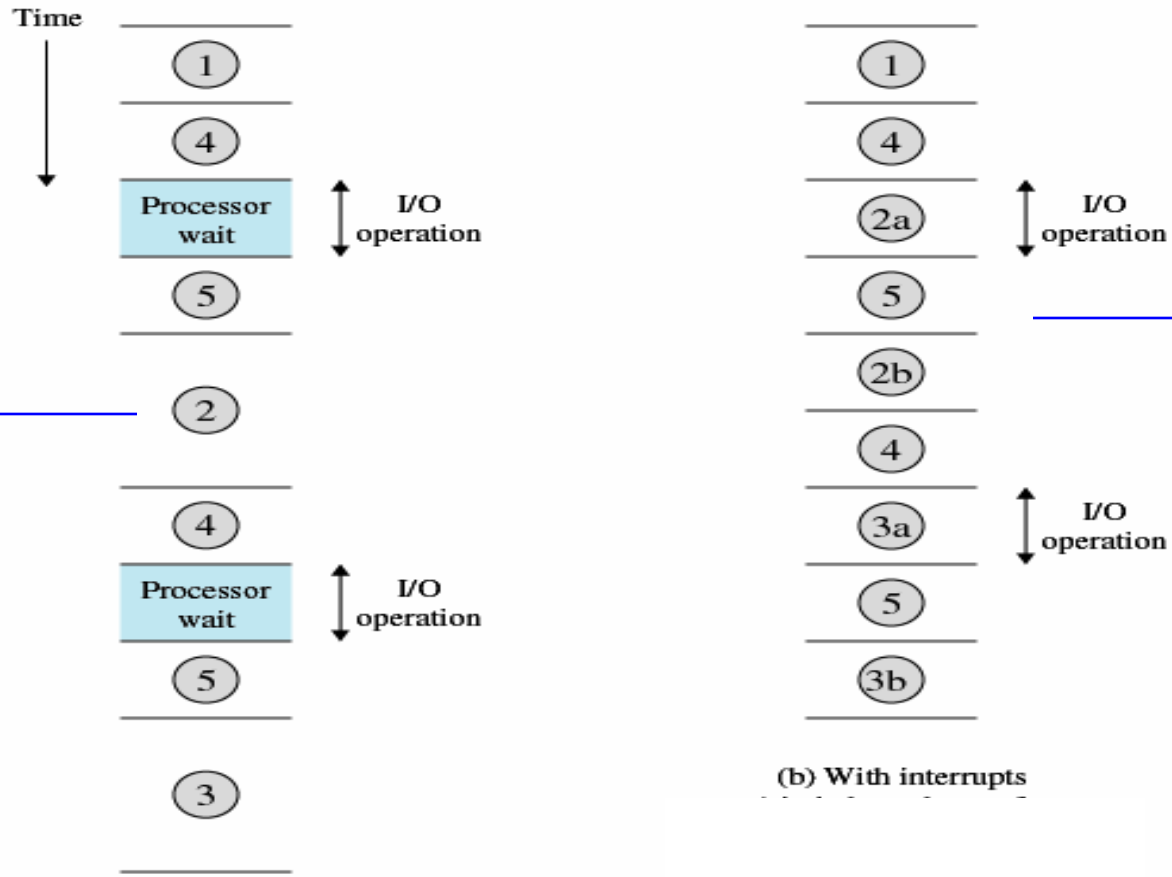 Time
1
4
Processor
wait
I/O
operation
5
2
4
Processor
wait
I/O
operation
5
3
1
4
2a
I/O
operation
5
2b
4
3a
I/O
operation
5
3b
(b) With interrupts